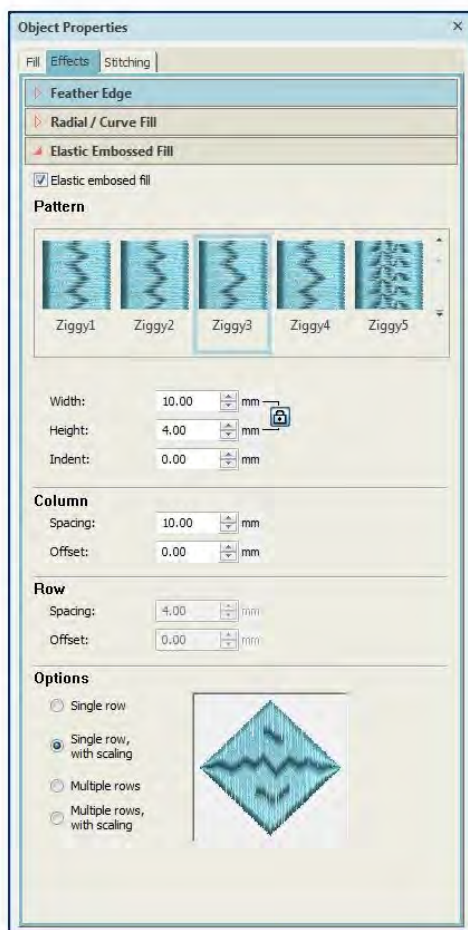 Object Properties
Fill Effects Stitching
Feather Edge
Radial / Curve Fill
Elastic Embossed Fill
Elastic embosed fill
Pattern
Ziggy1 Ziggy2 Ziggy3 Ziggy4 Ziggy5
Width: 10.00 mm
Height: 4.00 mm
Indent: 0.00 mm
Column
Spacing: 10.00 mm
Offset: 0.00 mm
Row
Spacing: 4.00 mm
Offset: 0.00 mm
Options
Single row
Single row,
with scaling
Multiple rows
Multiple rows,
with scaling